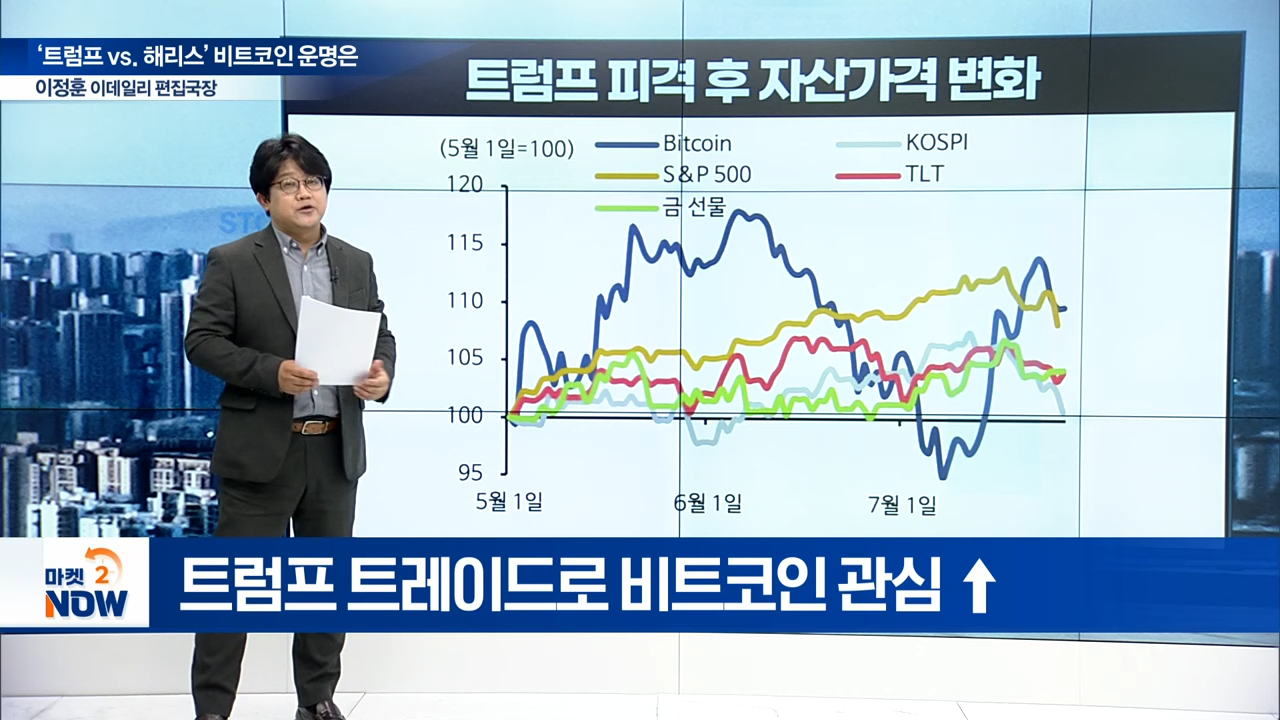 ‘트럼프 vs. 해리스’ 비트코인 운명은
이정훈 이데일리 편집국장
트럼프 피격 후 자산가격 변화
(5월 1일=100)
Bitcoin
KOSPI
S&P 500
TLT
금 선물
120
115
110
105
100
95
5월 1일
6월 1일
7월 1일
마켓 2
NOW
트럼프 트레이드로 비트코인 관심 ⬆